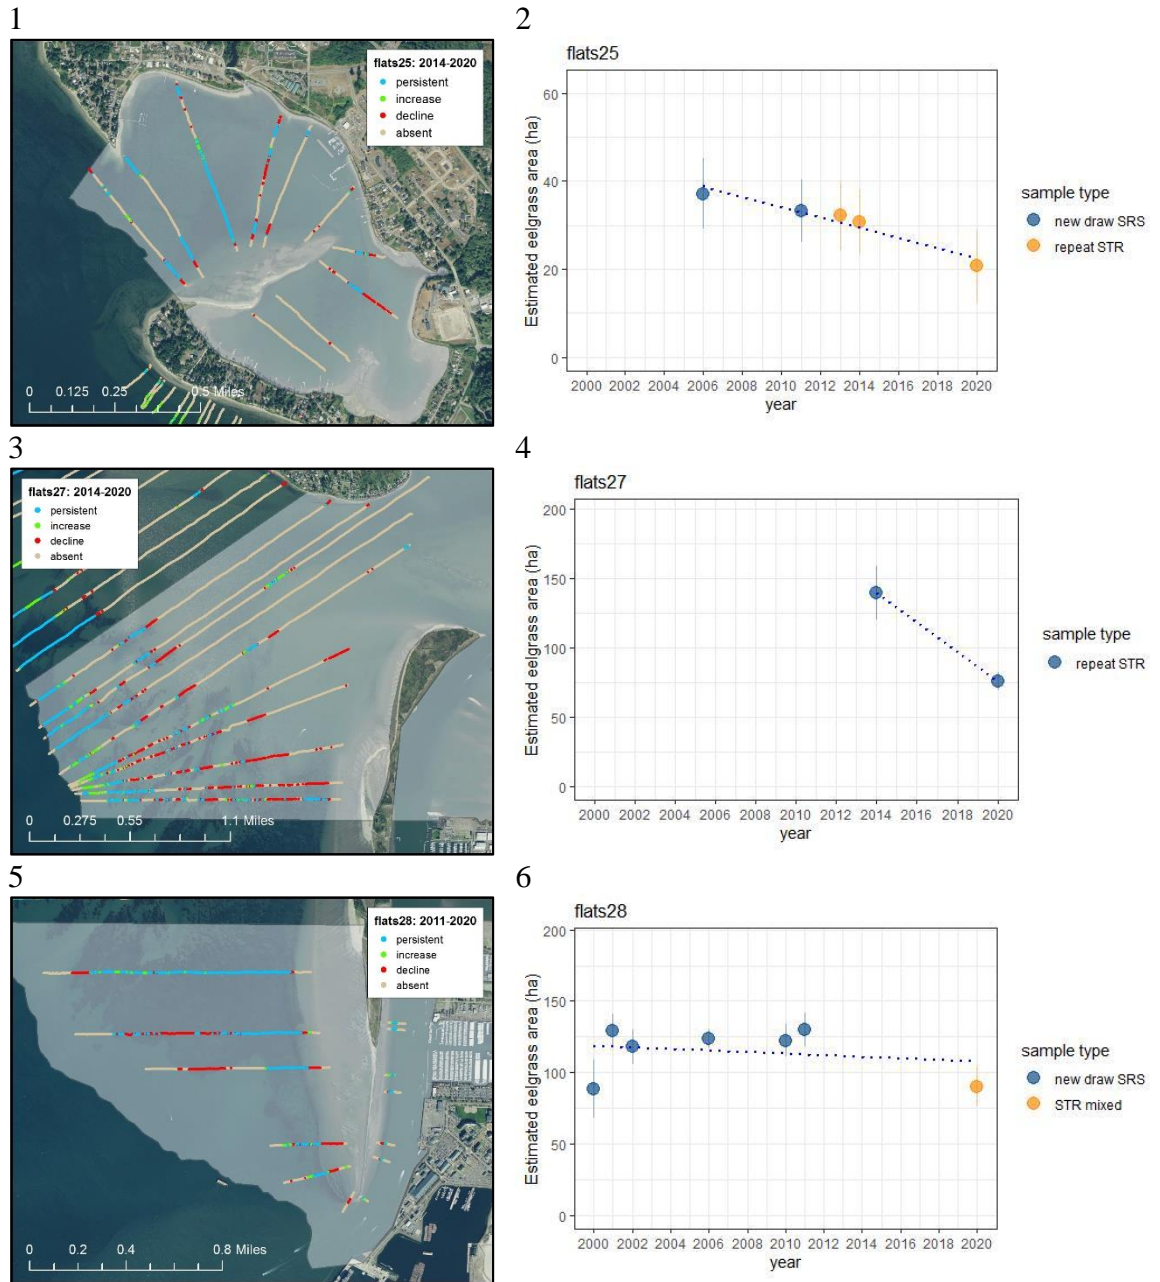 1
2
flats25: 2014-2020
persistent
increase
decline
absent
0 0.125 0.25 0.5 Miles
flats25
60
40
20
0
Estimated eelgrass area (ha)
2000 2002 2004 2006 2008 2010 2012 2014 2016 2018 2020
year
sample type
new draw SRS
repeat STR
3
4
flats27: 2014-2020
persistent
increase
decline
absent
0 0.275 0.55 1.1 Miles
flats27
200
150
100
50
0
Estimated eelgrass area (ha)
2000 2002 2004 2006 2008 2010 2012 2014 2016 2018 2020
year
sample type
repeat STR
5
6
flats28: 2011-2020
persistent
increase
decline
absent
0 0.2 0.4 0.8 Miles
flats28
200
150
100
50
0
Estimated eelgrass area (ha)
2000 2002 2004 2006 2008 2010 2012 2014 2016 2018 2020
year
sample type
new draw SRS
STR mixed